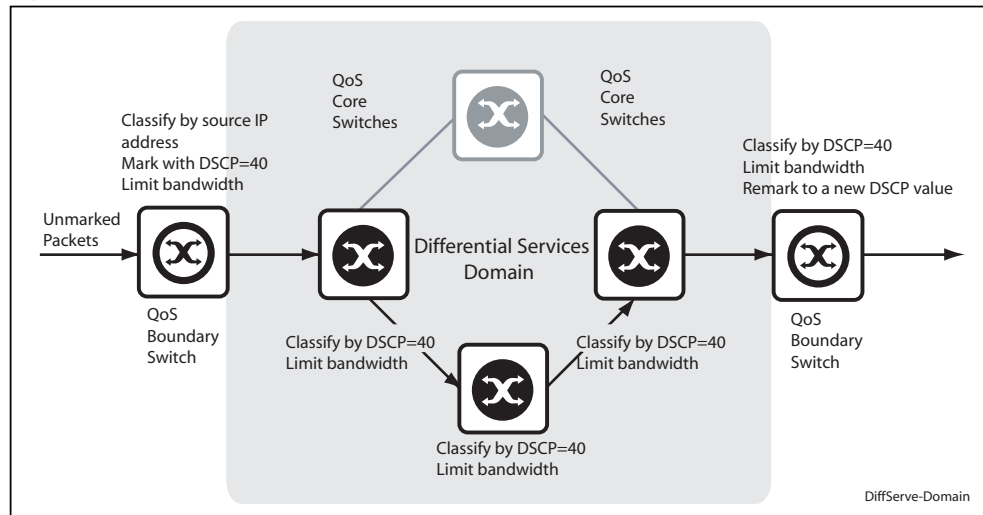 QoS
Core
Switches
QoS
Core
Switches
Classify by source IP
address
Mark with DSCP=40
Limit bandwidth
Classify by DSCP=40
Limit bandwidth
Remark to a new DSCP value
Unmarked
Packets
Differential Services
Domain
QoS
Boundary
Switch
Classify by DSCP=40
Limit bandwidth
Classify by DSCP=40
Limit bandwidth
QoS
Boundary
Switch
Classify by DSCP=40
Limit bandwidth
DiffServe-Domain